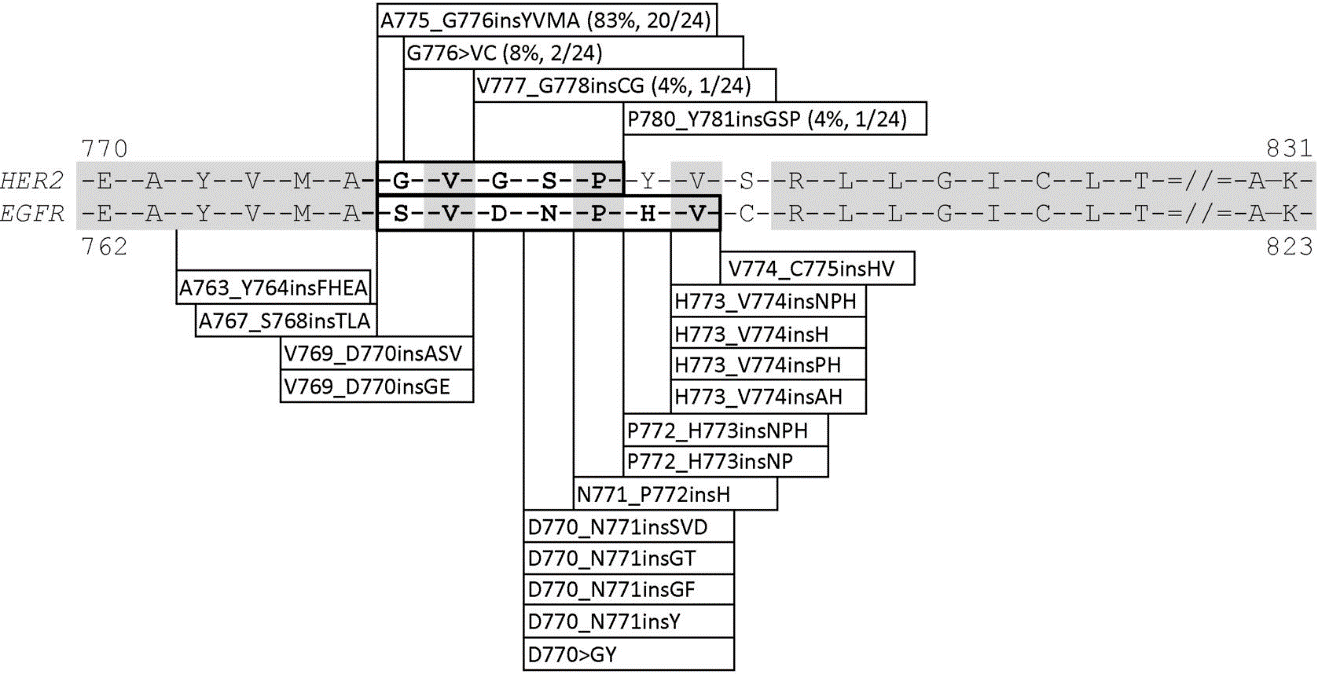 A775_G776insYVMA (83%, 20/24)
G776>VC (8%, 2/24)
V777_G778insCG (4%, 1/24)
P780_Y781insGSP (4%, 1/24)
770 831
HER2 -E--A--Y--V--M--A--G--V--G--S--P--Y--V--S--R--L--L--G--I--C--L--T-=//=-A-K-
EGFR -E--A--Y--V--M--A--S--V--D--N--P--H--V--C--R--L--L--G--I--C--L--T-=//=-A-K-
762 823
V774_C775insHV
A763_Y764insFHEA
H773_V774insNPH
A767_S768insTLA
H773_V774insH
V769_D770insASV
H773_V774insPH
V769_D770insGE
H773_V774insAH
P772_H773insNPH
P772_H773insNP
N771_P772insH
D770_N771insSVD
D770_N771insGT
D770_N771insGF
D770_N771insY
D770>GY